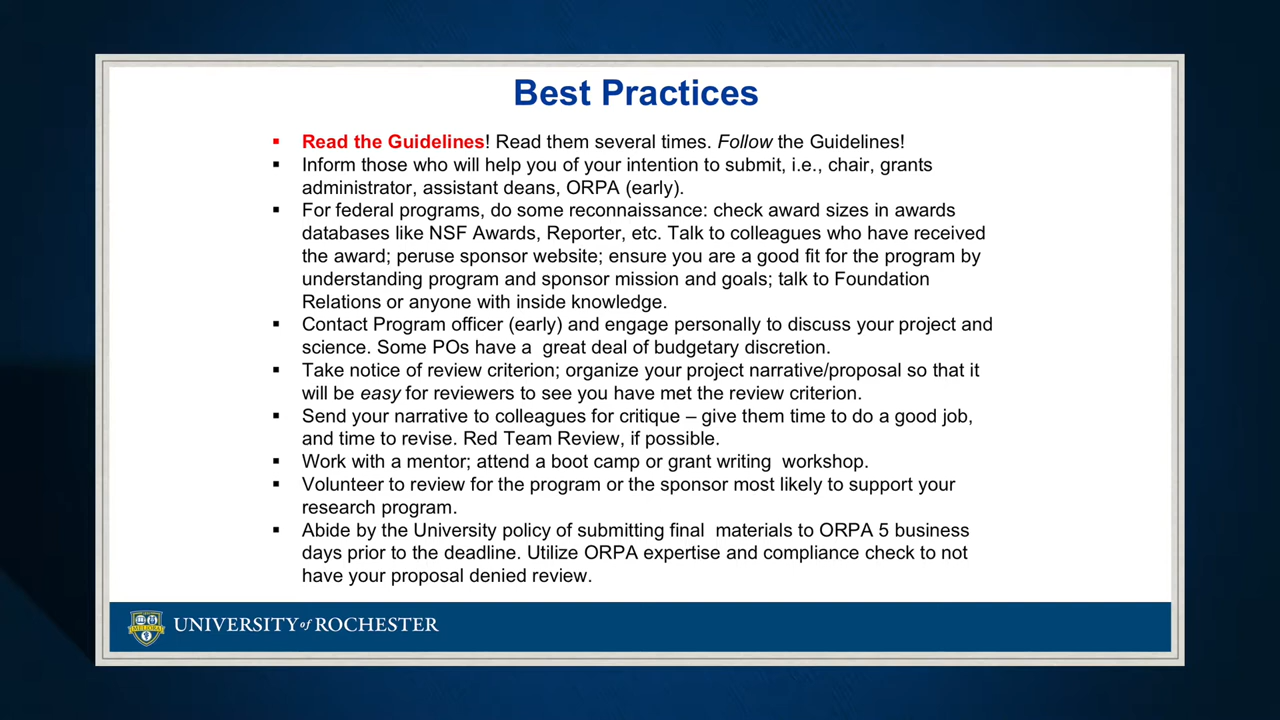 Best Practices
▪ Read the Guidelines! Read them several times. Follow the Guidelines!
▪ Inform those who will help you of your intention to submit, i.e., chair, grants
administrator, assistant deans, ORPA (early).
▪ For federal programs, do some reconnaissance: check award sizes in awards
databases like NSF Awards, Reporter, etc. Talk to colleagues who have received
the award; peruse sponsor website; ensure you are a good fit for the program by
understanding program and sponsor mission and goals; talk to Foundation
Relations or anyone with inside knowledge.
▪ Contact Program officer (early) and engage personally to discuss your project and
science. Some POs have a  great deal of budgetary discretion.
▪ Take notice of review criterion; organize your project narrative/proposal so that it
will be easy for reviewers to see you have met the review criterion.
▪ Send your narrative to colleagues for critique – give them time to do a good job,
and time to revise. Red Team Review, if possible.
▪ Work with a mentor; attend a boot camp or grant writing  workshop.
▪ Volunteer to review for the program or the sponsor most likely to support your
research program.
▪ Abide by the University policy of submitting final  materials to ORPA 5 business
days prior to the deadline. Utilize ORPA expertise and compliance check to not
have your proposal denied review.
MELIORA
UNIVERSITY of ROCHESTER